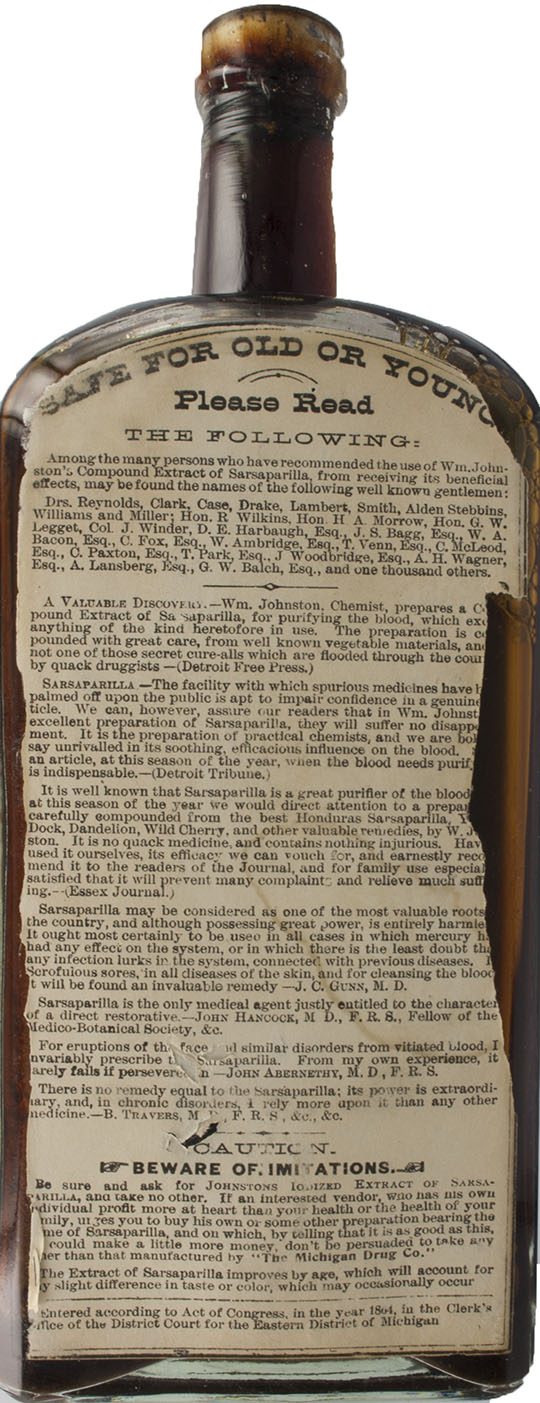 SAFE FOR OLD OR YOUNG
Please Read
THE FOLLOWING:
Among the many persons who have recommended the use of Wm. John-
ston's Compound Extract of Sarsaparilla, from receiving its beneficial
effects, may be found the names of the following well known gentlemen:
Drs. Reynolds, Clark, Case, Drake, Lambert, Smith, Alden Stebbins,
Williams and Miller; Hon. R Wilkins, Hon. H A. Morrow, Hon. G. W.
Legget, Col. J. Winder, D. E. Harbaugh, Esq., J. S. Bagg, Esq., W. A.
Bacon, Esq., C. Fox, Esq., W. Ambridge, Esq., T. Venn, Esq., C. McLeod,
Esq., C. Paxton, Esq., T. Park, Esq., J Woodbridge, Esq., A. H. Wagner,
Esq., A. Lansberg, Esq., G. W. Balch, Esq., and one thousand others.
A VALUABLE DISCOVERY.—Wm. Johnston, Chemist, prepares a C
pound Extract of Sa saparilla, for purifying the blood, which exc
anything of the kind heretofore in use. The preparation is c
pounded with great care, from well known vegetable materials, an
not one of those secret cure-alls which are flooded through the cou
by quack druggists —(Detroit Free Press.)
SARSAPARILLA —The facility with which spurious medicines have
palmed off upon the public is apt to impair confidence in a genuin
ticle. We can, however, assure our readers that in Wm. Johnst
excellent preparation of Sarsaparilla, they will suffer no disapp
ment. It is the preparation of practical chemists, and we are bol
say unrivalled in its soothing, efficacious influence on the blood.
an article, at this season of the year, when the blood needs purif
is indispensable.—(Detroit Tribune.)
It is well known that Sarsaparilla is a great purifier of the blood
at this season of the year we would direct attention to a prepar
carefully compounded from the best Honduras Sarsaparilla, Y
Dock, Dandelion, Wild Cherry, and other valuable remedies, by W. J
ston. It is no quack medicine, and contains nothing injurious. Hav
used it ourselves, its efficacy we can vouch for, and earnestly reco
mend it to the readers of the Journal, and for family use especial
satisfied that it will prevent many complaints and relieve much suff
ing.—(Essex Journal.)
Sarsaparilla may be considered as one of the most valuable roots
the country, and although possessing great power, is entirely harmle
It ought most certainly to be used in all cases in which mercury h
had any effect on the system, or in which there is the least doubt th
any infection lurks in the system, connected with previous diseases. I
Scrofulous sores, in all diseases of the skin, and for cleansing the blood
t will be found an invaluable remedy —J. C. GUNN, M. D.
Sarsaparilla is the only medical agent justly entitled to the character
of a direct restorative.—JOHN HANCOCK, M D., F. R. S., Fellow of the
Medico-Botanical Society, &c.
For eruptions of the face and similar disorders from vitiated blood, I
nvariably prescribe t Sarsaparilla. From my own experience, it
arely fails if persevered in —JOHN ABERNETHY, M. D, F. R. S.
There is no remedy equal to the Sarsaparilla; its power is extraordi-
nary, and, in chronic disorders, I rely more upon it than any other
medicine.—B. TRAVERS, M D, F. R. S, &c., &c.
CAUTION.
BEWARE OF IMITATIONS.
Be sure and ask for JOHNSTONS IODIZED EXTRACT OF SARSA-
PARILLA, and take no other. If an interested vendor, who has his own
ndividual profit more at heart than your health or the health of your
mily, urges you to buy his own or some other preparation bearing the
me of Sarsaparilla, and on which, by telling that it is as good as this,
could make a little more money, don't be persuaded to take any
her than that manufactured by "The Michigan Drug Co."
The Extract of Sarsaparilla improves by age, which will account for
y slight difference in taste or color, which may occasionally occur
Entered according to Act of Congress, in the year 1864, in the Clerk's
ffice of the District Court for the Eastern District of Michigan